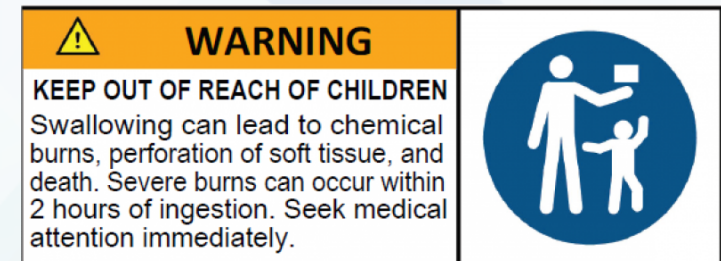 WARNING
KEEP OUT OF REACH OF CHILDREN
Swallowing can lead to chemical
burns, perforation of soft tissue, and
death. Severe burns can occur within
2 hours of ingestion. Seek medical
attention immediately.